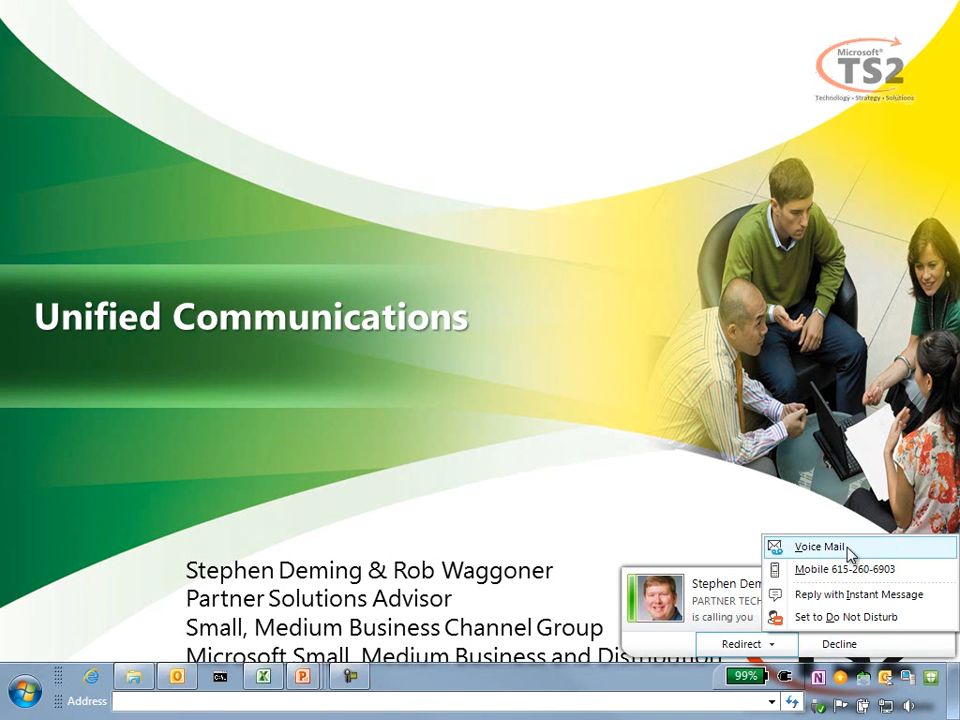 Microsoft®
TS2
Technology • Strategy • Solutions
Unified Communications
Stephen Deming & Rob Waggoner
Partner Solutions Advisor
Small, Medium Business Channel Group
Microsoft Small, Medium Business and Distribution
Voice Mail
Mobile 615-260-6903
Reply with Instant Message
Set to Do Not Disturb
Stephen Dem
PARTNER TECH
is calling you
Redirect
Decline
99%
Address